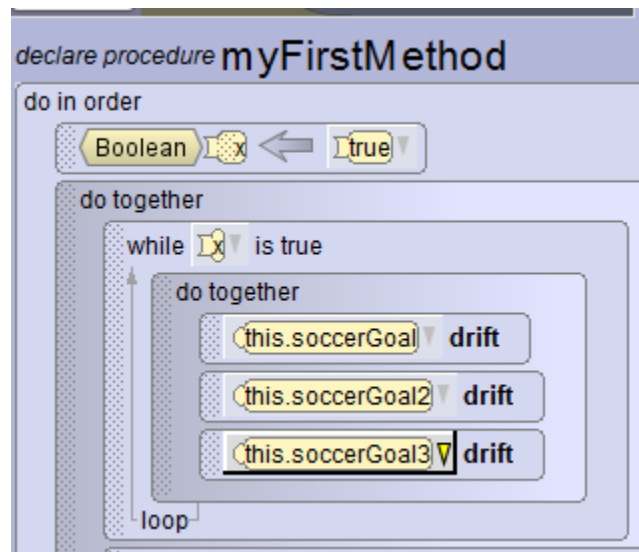 declare procedure myFirstMethod
do in order
Boolean x true
do together
while x is true
do together
this.soccerGoal drift
this.soccerGoal2 drift
this.soccerGoal3 drift
loop